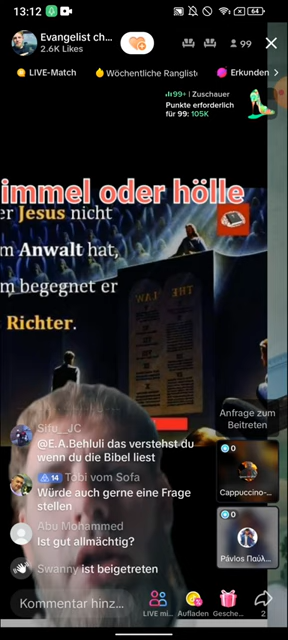 13:12
64
Evangelist ch...
2.6K Likes
99
LIVE-Match
Wöchentliche Rangliste
Erkunden
99+ | Zuschauer
Punkte erforderlich
für 99: 105K
immel oder hölle
er Jesus nicht
m Anwalt hat,
m begegnet er
Richter.
THE LAW
Anfrage zum
Beitreten
Sifu_JC
@E.A.Behluli das verstehst du
wenn du die Bibel liest
14 Tobi vom Sofa
Würde auch gerne eine Frage
stellen
0
Cappuccino-...
Abu Mohammed
Ist gut allmächtig?
0
Pávlos Παύλ...
Swanny ist beigetreten
Kommentar hinz...
LIVE mi...
Aufladen
Gesche...
2